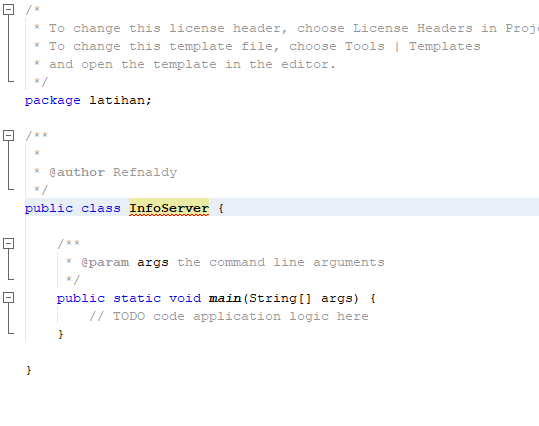 /*
 * To change this license header, choose License Headers in
 * To change this template file, choose Tools | Templates
 * and open the template in the editor.
 */
package latihan;
/**
 *
 * @author Refnaldy
 */
public class InfoServer {
/**
 * @param args the command line arguments
 */
public static void main(String[] args) {
// TODO code application logic here
}
}